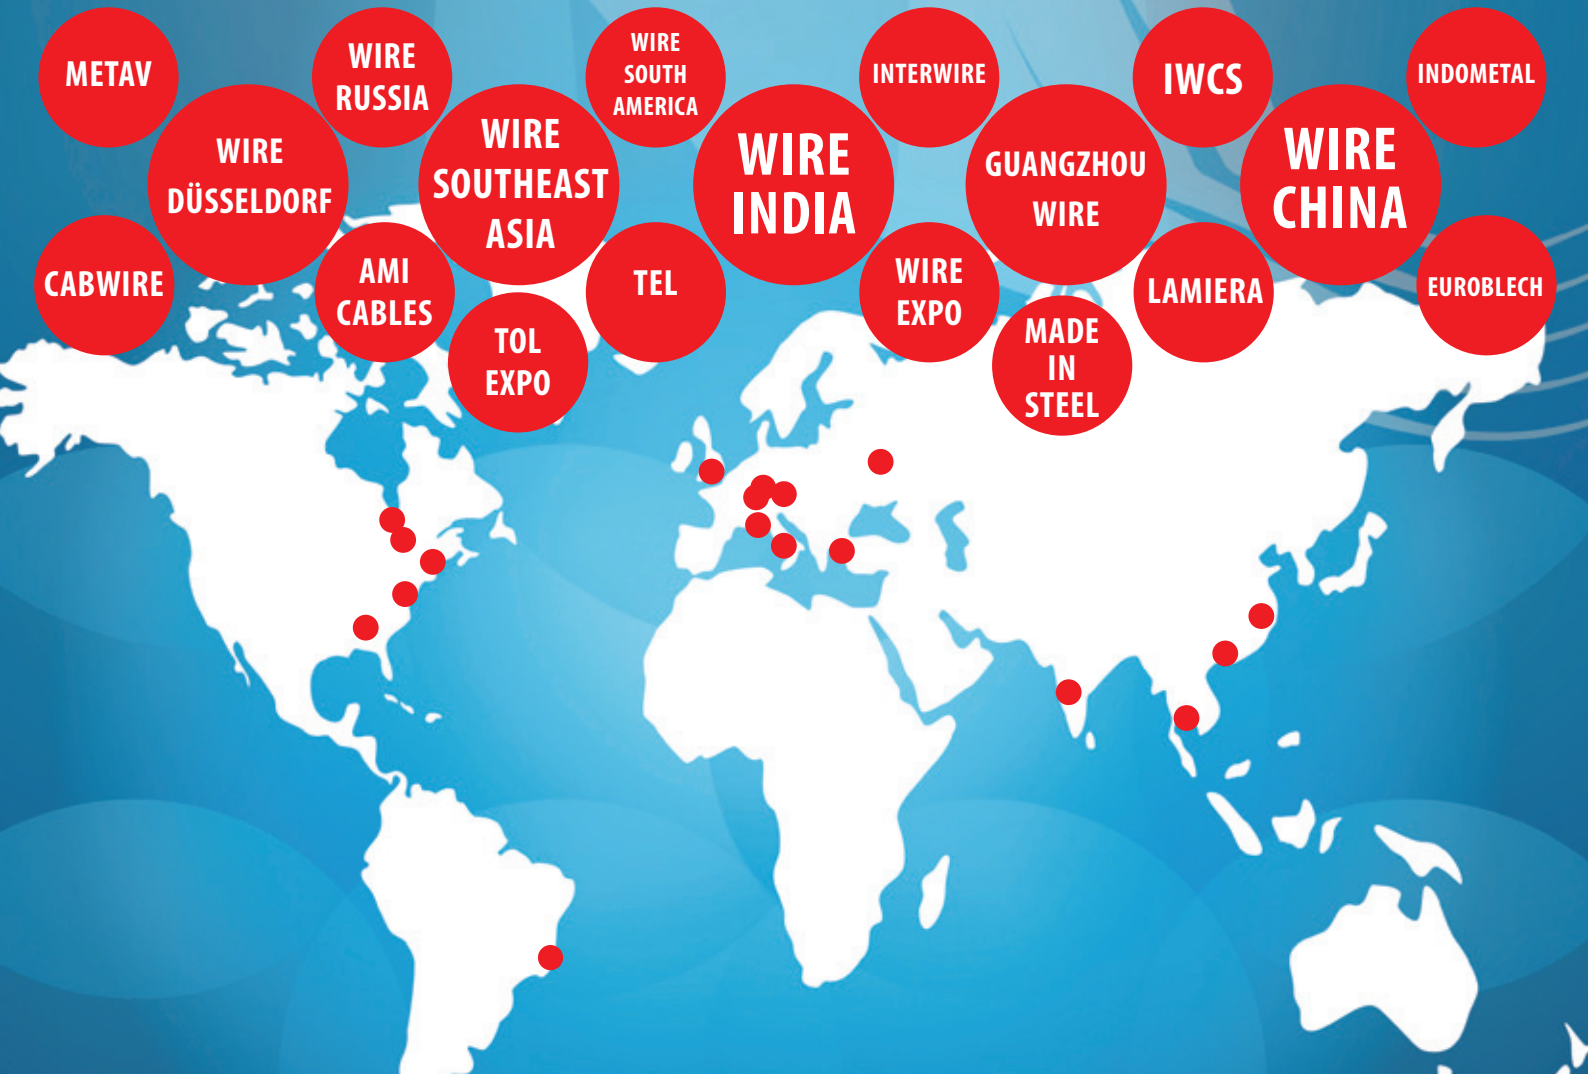 METAV
WIRE
RUSSIA
WIRE
SOUTH
AMERICA
INTERWIRE
IWCS
INDOMETAL
WIRE
DÜSSELDORF
WIRE
SOUTHEAST
ASIA
WIRE
INDIA
GUANGZHOU
WIRE
WIRE
CHINA
CABWIRE
AMI
CABLES
TEL
WIRE
EXPO
LAMIERA
EUROBLECH
TOL
EXPO
MADE
IN
STEEL